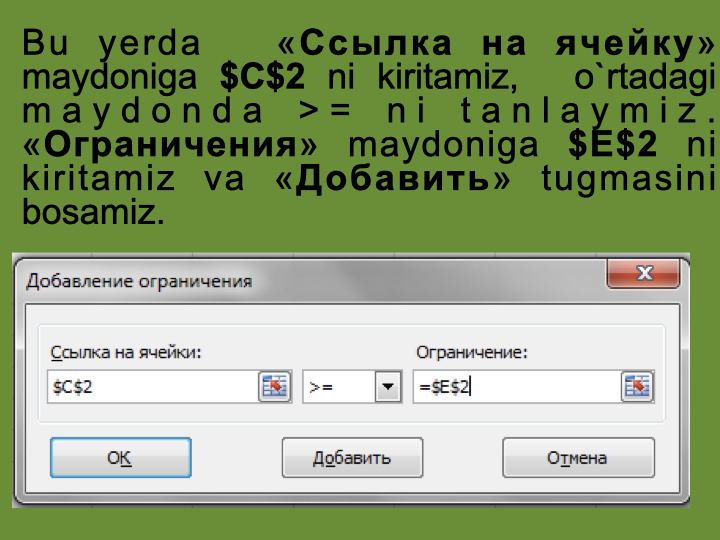 Bu yerda «Ссылка на ячейку»
maydoniga $C$2 ni kiritamiz, o`rtadagi
maydonda >= ni tanlaymiz.
«Ограничения» maydoniga $E$2 ni
kiritamiz va «Добавить» tugmasini
bosamiz.
Добавление ограничения
x
Ссылка на ячейки: Ограничение:
$C$2 >= =$E$2
OK Добавить Отмена